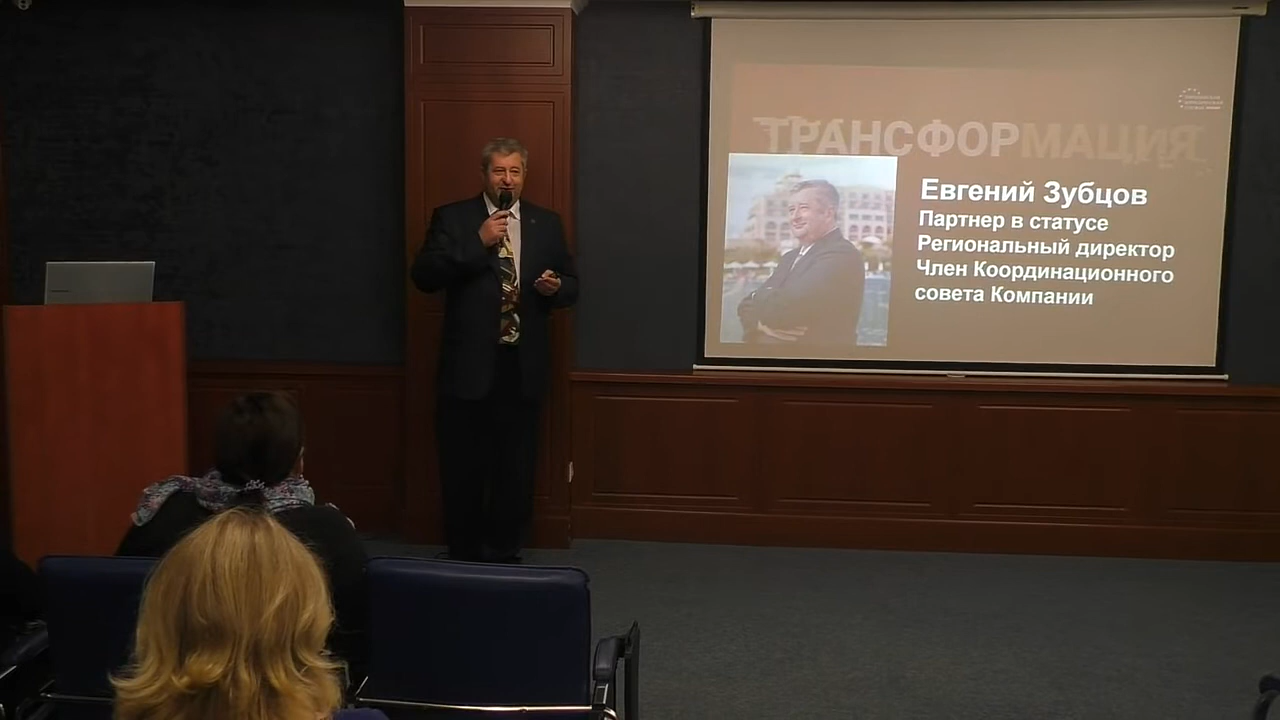 ТРАНСФОРМАЦИЯ
Евгений Зубцов
Партнер в статусе
Региональный директор
Член Координационного
совета Компании